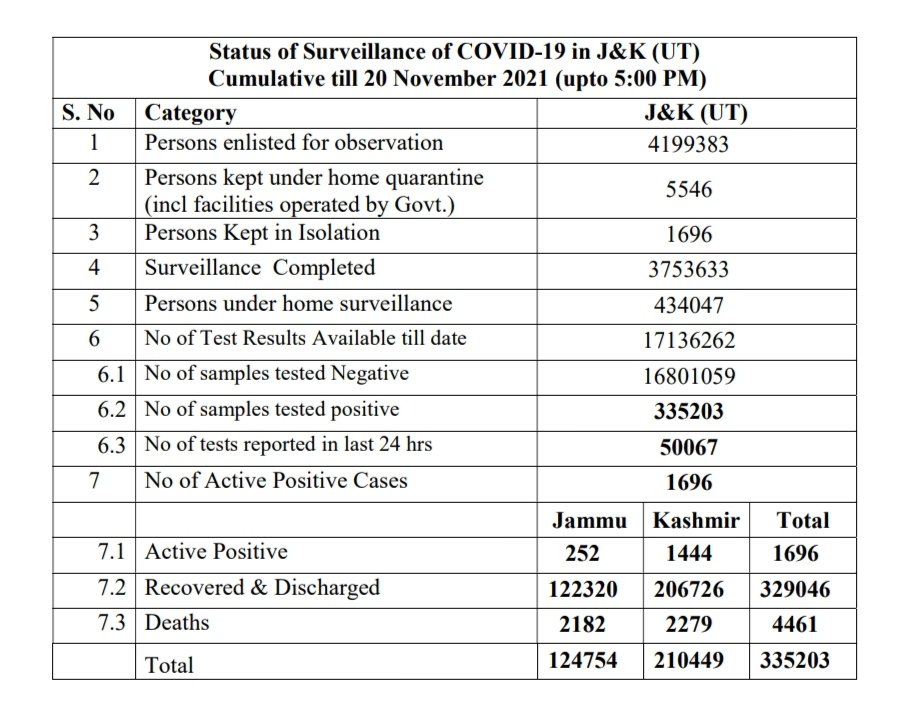 Status of Surveillance of COVID-19 in J&K (UT)
Cumulative till 20 November 2021 (upto 5:00 PM)
S. No Category J&K (UT)
1 Persons enlisted for observation 4199383
2 Persons kept under home quarantine
(incl facilities operated by Govt.) 5546
3 Persons Kept in Isolation 1696
4 Surveillance Completed 3753633
5 Persons under home surveillance 434047
6 No of Test Results Available till date 17136262
6.1 No of samples tested Negative 16801059
6.2 No of samples tested positive 335203
6.3 No of tests reported in last 24 hrs 50067
7 No of Active Positive Cases 1696
Jammu Kashmir Total
7.1 Active Positive 252 1444 1696
7.2 Recovered & Discharged 122320 206726 329046
7.3 Deaths 2182 2279 4461
Total 124754 210449 335203